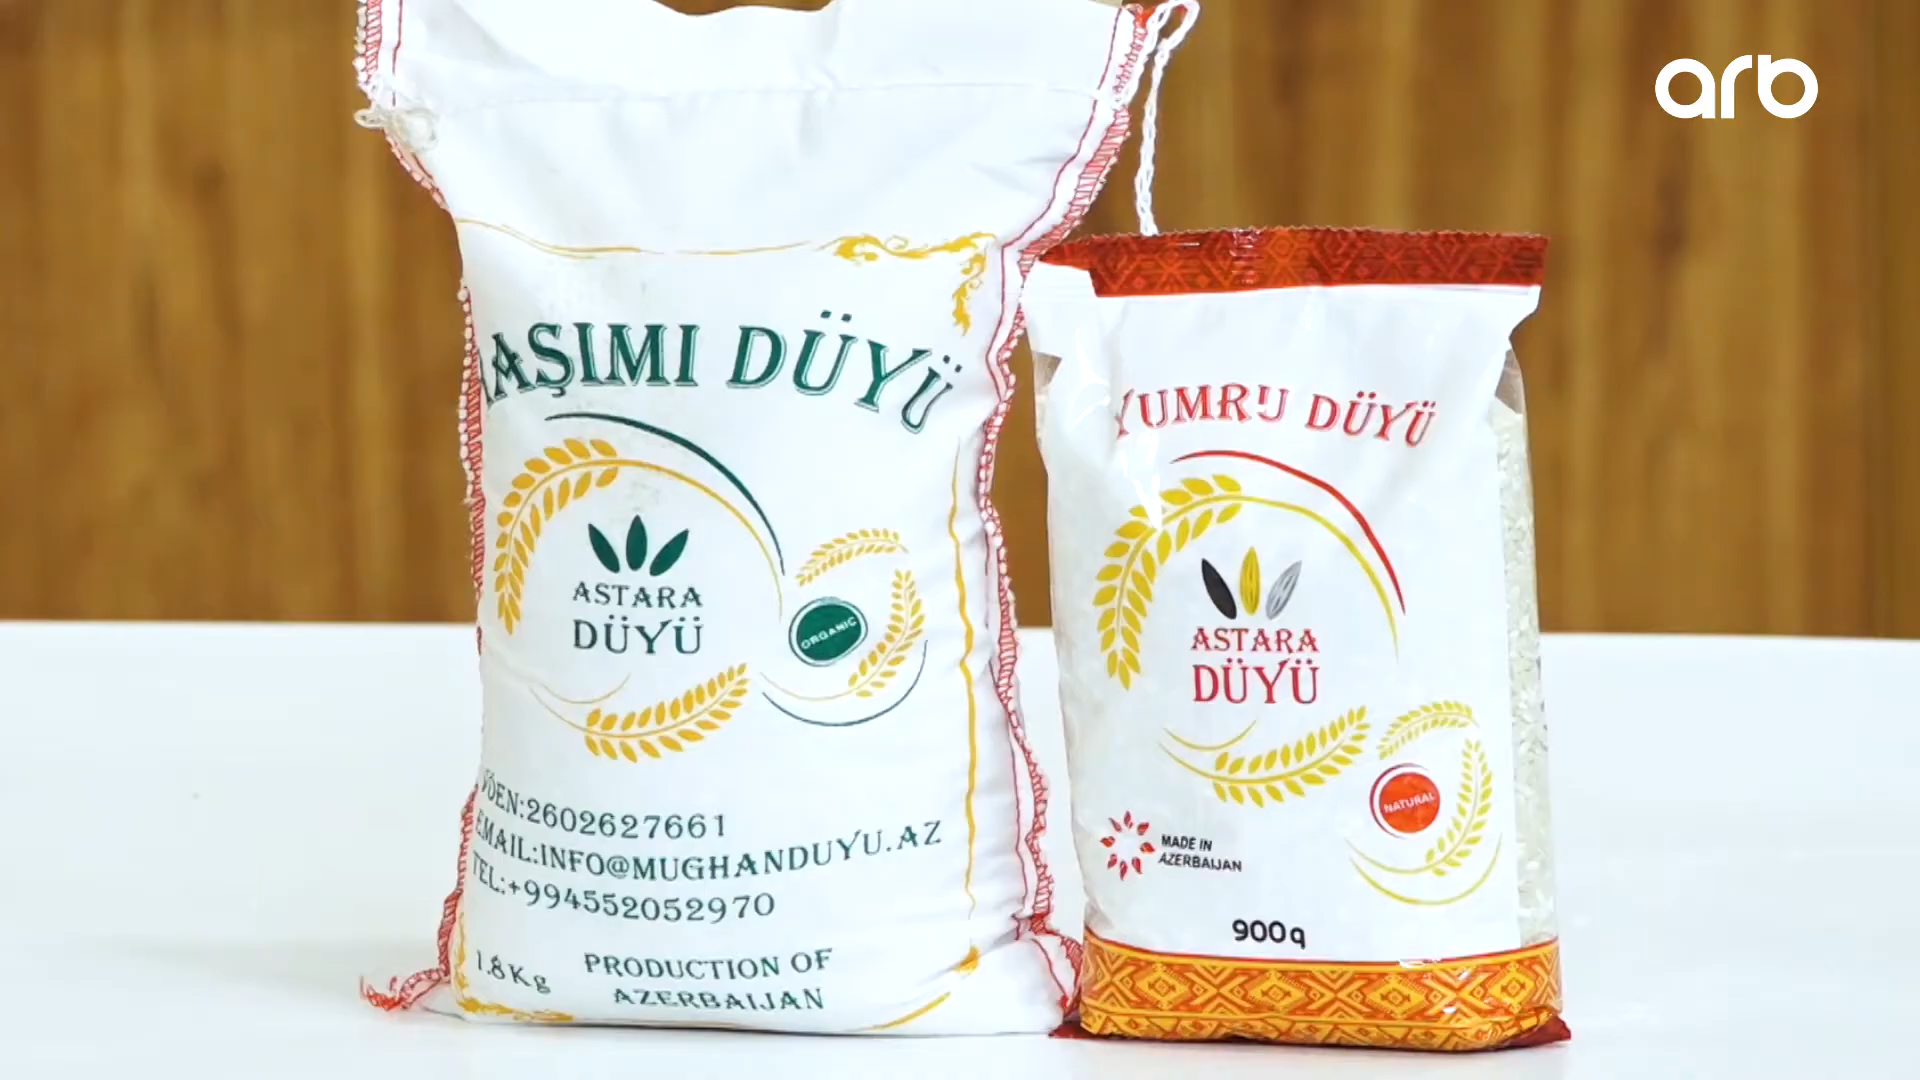 arb
DÜYÜ
ASTARA
DÜYÜ
ORGANIC
VÖEN:2602627661
EMAIL:INFO@MUGHANDUYU.AZ
TEL:+994552052970
1.8Kg
PRODUCTION OF
AZERBAIJAN
YUMRU DÜYÜ
ASTARA
DÜYÜ
NATURAL
MADE IN
AZERBAIJAN
900q